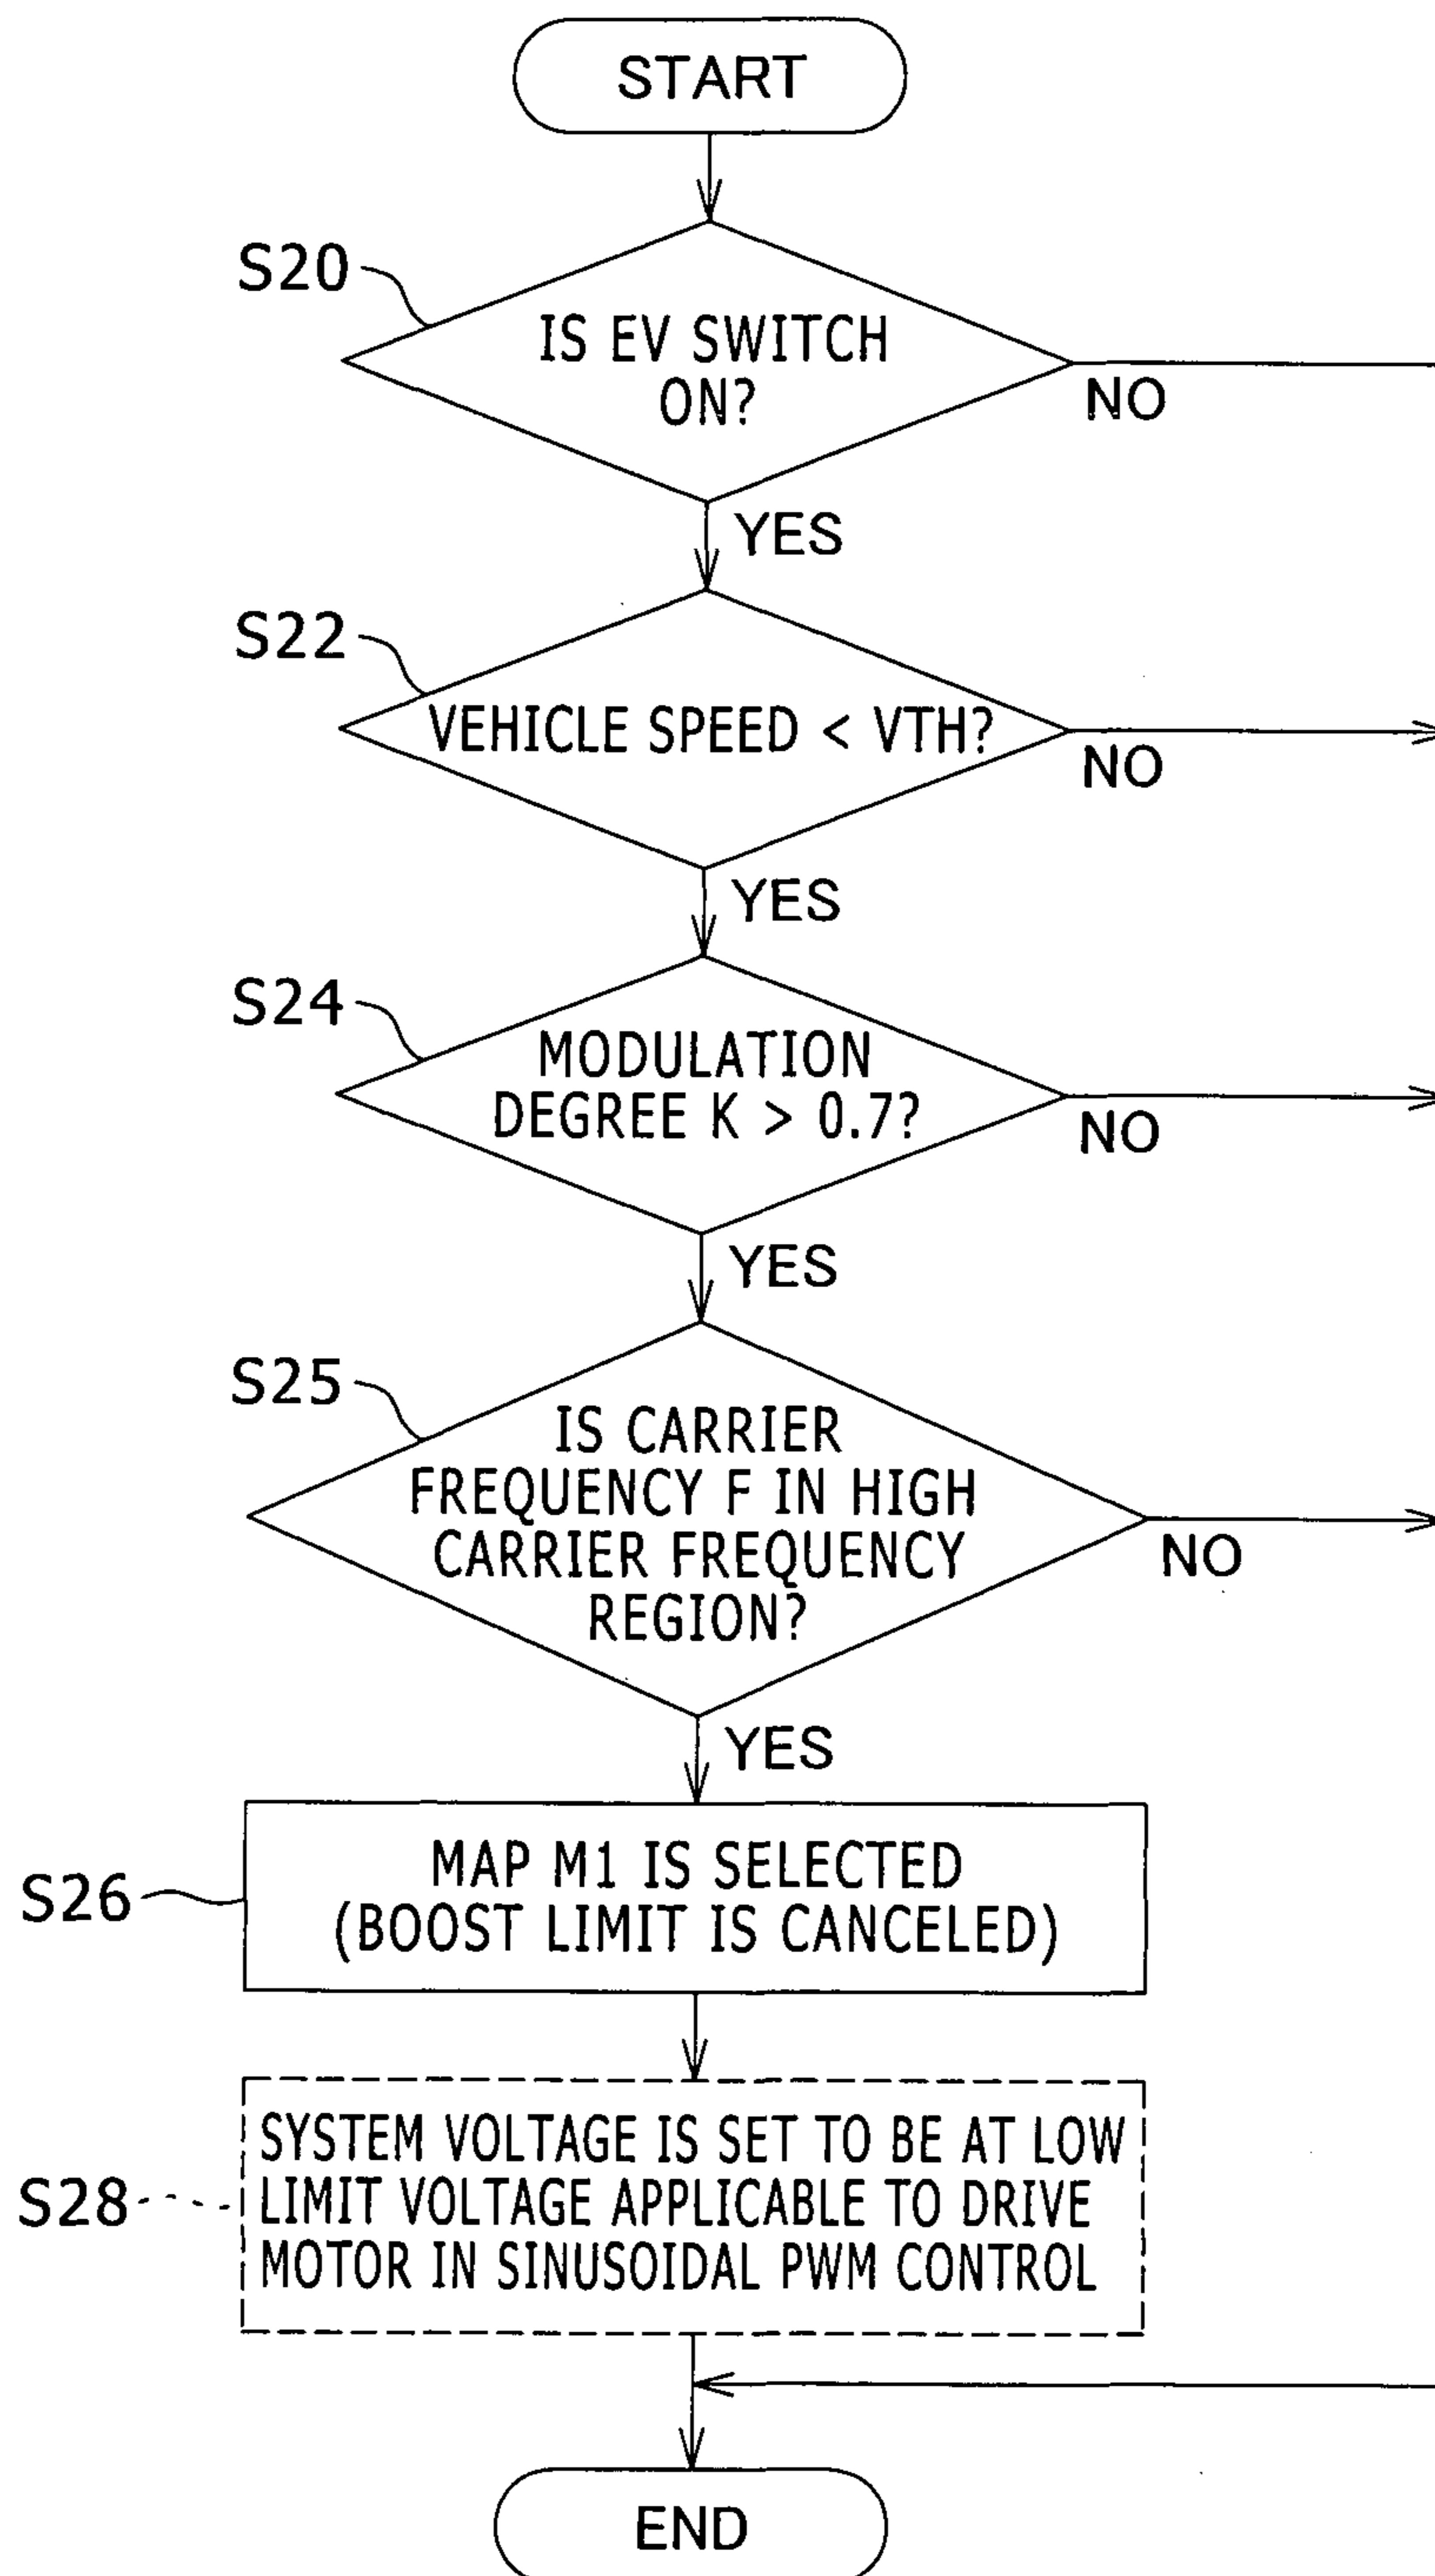 START
S20
IS EV SWITCH
ON?
NO
YES
S22
VEHICLE SPEED < VTH?
NO
YES
S24
MODULATION
DEGREE K > 0.7?
NO
YES
S25
IS CARRIER
FREQUENCY F IN HIGH
CARRIER FREQUENCY
REGION?
NO
YES
S26
MAP M1 IS SELECTED
(BOOST LIMIT IS CANCELED)
S28
SYSTEM VOLTAGE IS SET TO BE AT LOW
LIMIT VOLTAGE APPLICABLE TO DRIVE
MOTOR IN SINUSOIDAL PWM CONTROL
END